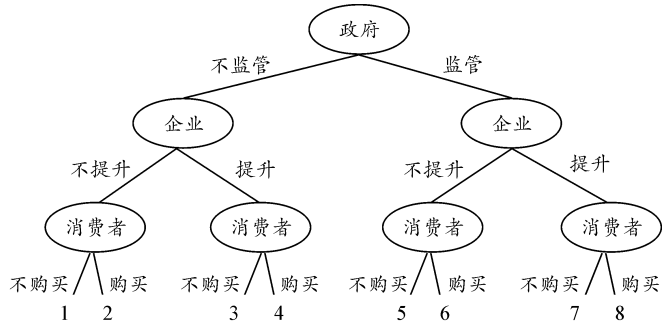 政府
不监管 监管
企业 企业
不提升 提升 不提升 提升
消费者 消费者 消费者 消费者
不购买 购买 不购买 购买 不购买 购买 不购买 购买
1 2 3 4 5 6 7 8